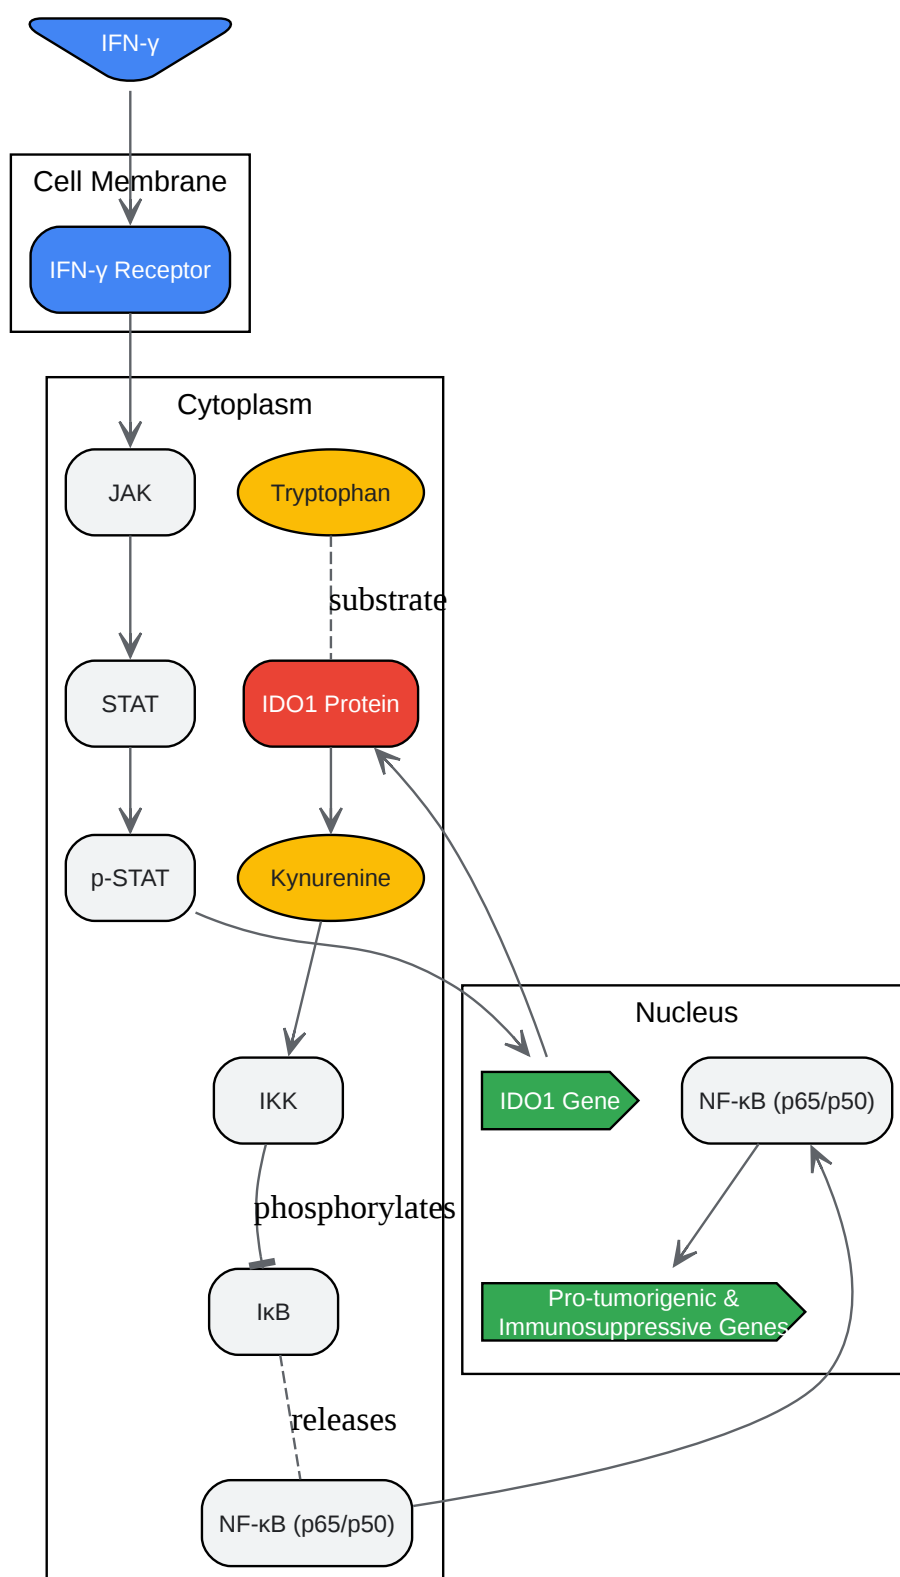 IFN-γ
Cell Membrane
IFN-γ Receptor
Cytoplasm
JAK
Tryptophan
substrate
STAT
IDO1 Protein
p-STAT
Kynurenine
Nucleus
IKK
IDO1 Gene
NF-κB (p65/p50)
phosphorylates
IκB
Pro-tumorigenic &
Immunosuppressive Genes
releases
NF-κB (p65/p50)